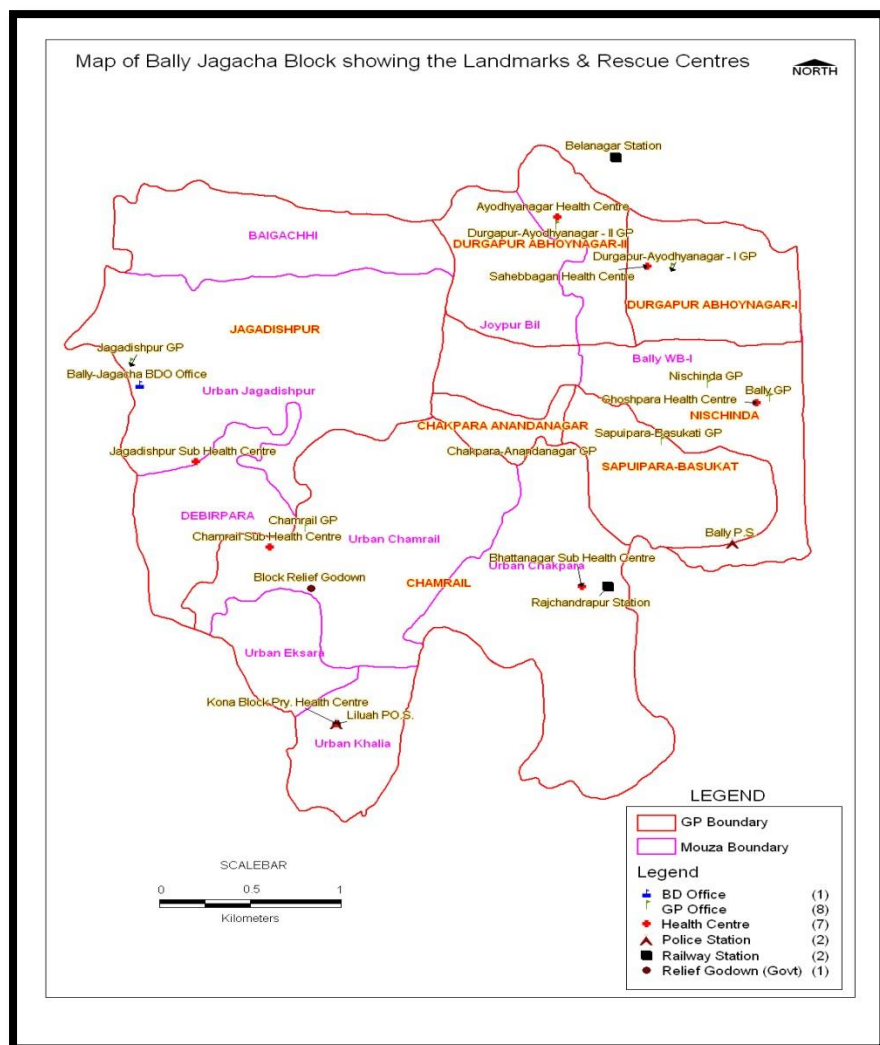 Map of Bally Jagacha Block showing the Landmarks & Rescue Centres
NORTH
Belanagar Station
Ayodhyanagar Health Centre
BAIGACHHI
Durgapur-Ayodhyanagar - II GP
DURGAPUR ABHOYNAGAR-II
Durgapur-Ayodhyanagar - I GP
Sahebbagan Health Centre
DURGAPUR ABHOYNAGAR-I
JAGADISHPUR
Joypur Bil
Jagadishpur GP
Bally WB-I
Bally-Jagacha BDO Office
Nischinda GP
Urban Jagadishpur
Bally GP
Ghoshpara Health Centre
NISCHINDA
CHAKPARA ANANDANAGAR
Sapuipara-Basukati GP
Jagadishpur Sub Health Centre
Chakpara-Anandanagar GP
SAPUIPARA-BASUKAT
DEBIRPARA
Chamrail GP
Chamrail Sub Health Centre
Urban Chamrail
Bally P.S
Bhattanagar Sub Health Centre
Urban Chakpara
Block Relief Godown
CHAMRAIL
Rajchandrapur Station
Urban Eksara
Kona Block Pry. Health Centre
Liluah PO.S.
Urban Khalia
LEGEND
GP Boundary
Mouza Boundary
Legend
BD Office (1)
GP Office (8)
Health Centre (7)
Police Station (2)
Railway Station (2)
Relief Godown (Govt) (1)
SCALEBAR
0 0.5 1
Kilometers